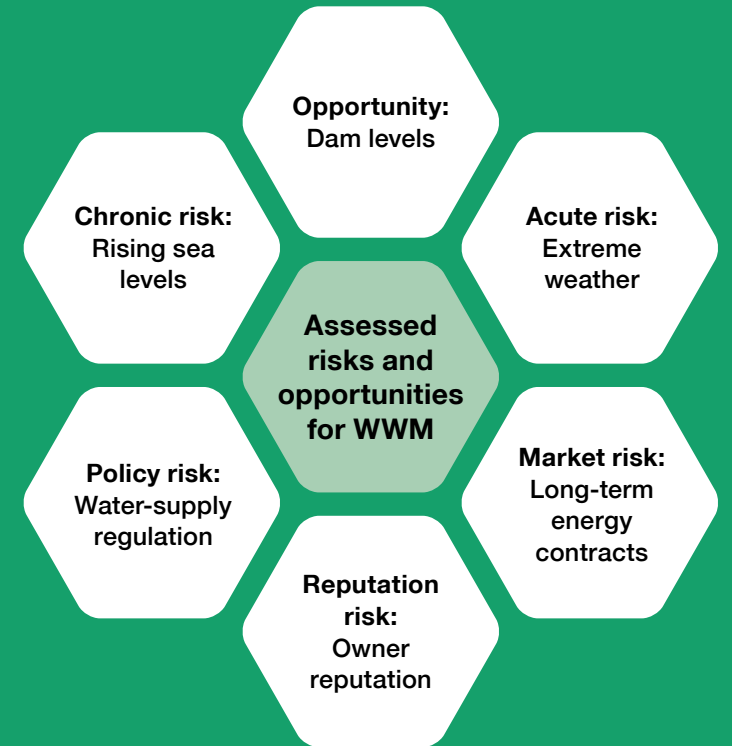 Opportunity:
Dam levels
Chronic risk:
Rising sea
levels
Acute risk:
Extreme
weather
Assessed
risks and
opportunities
for WWM
Policy risk:
Water-supply
regulation
Market risk:
Long-term
energy
contracts
Reputation
risk:
Owner
reputation